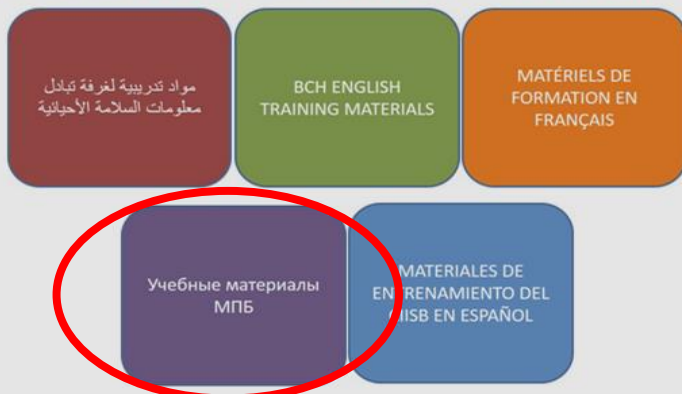 مواد تدريبية لغرفة تبادل
معلومات السلامة الأحيائية
BCH ENGLISH
TRAINING MATERIALS
MATÉRIELS DE
FORMATION EN
FRANÇAIS
Учебные материалы
МПБ
MATERIALES DE
ENTRENAMIENTO DEL
CIISB EN ESPAÑOL